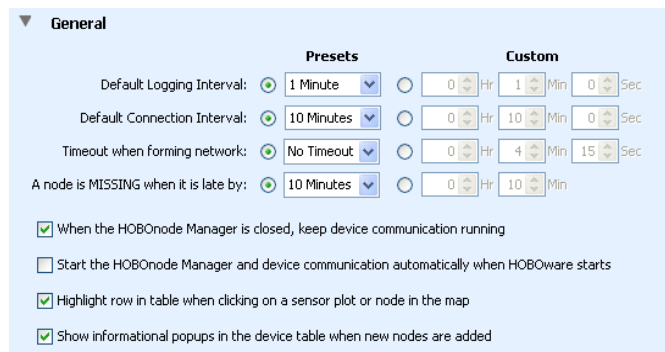 General
Presets Custom
Default Logging Interval: 1 Minute 0 Hr 1 Min 0 Sec
Default Connection Interval: 10 Minutes 0 Hr 10 Min 0 Sec
Timeout when forming network: No Timeout 0 Hr 4 Min 15 Sec
A node is MISSING when it is late by: 10 Minutes 0 Hr 10 Min
When the HOBOnode Manager is closed, keep device communication running
Start the HOBOnode Manager and device communication automatically when HOBOware starts
Highlight row in table when clicking on a sensor plot or node in the map
Show informational popups in the device table when new nodes are added